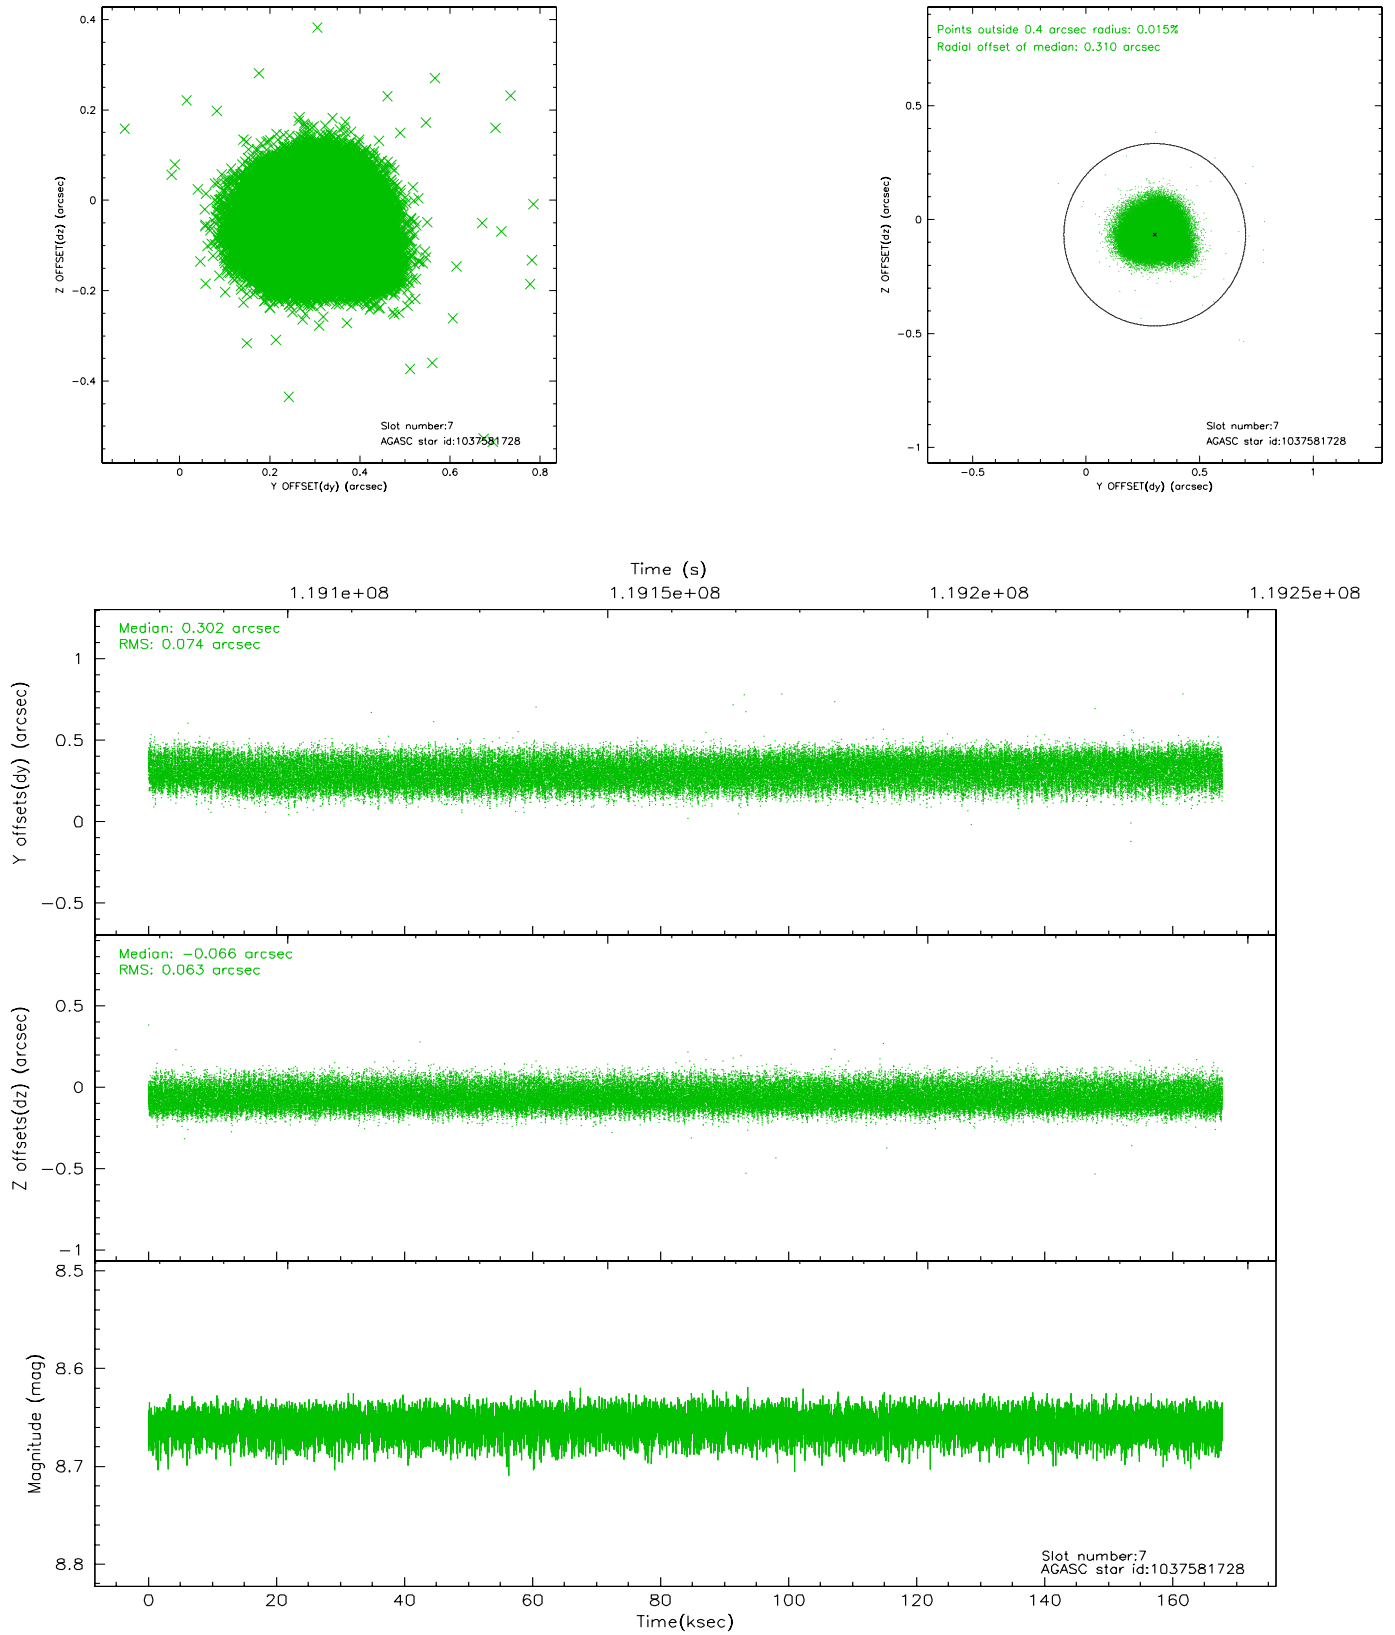 0.4
0.2
0
−0.2
−0.4
Z OFFSET(dz) (arcsec)
Slot number:7
AGASC star id:1037581728
0 0.2 0.4 0.6 0.8
Y OFFSET(dy) (arcsec)
Points outside 0.4 arcsec radius: 0.015%
Radial offset of median: 0.310 arcsec
0.5
0
−0.5
−1
Z OFFSET(dz) (arcsec)
Slot number:7
AGASC star id:1037581728
−0.5 0 0.5 1
Y OFFSET(dy) (arcsec)
Time (s)
1.191e+08 1.1915e+08 1.192e+08 1.1925e+08
Median: 0.302 arcsec
RMS: 0.074 arcsec
1
0.5
0
−0.5
Y offsets(dy) (arcsec)
Median: −0.066 arcsec
RMS: 0.063 arcsec
0.5
0
−0.5
−1
Z offsets(dz) (arcsec)
8.5
8.6
8.7
8.8
Magnitude (mag)
Slot number:7
AGASC star id:1037581728
0 20 40 60 80 100 120 140 160
Time(ksec)